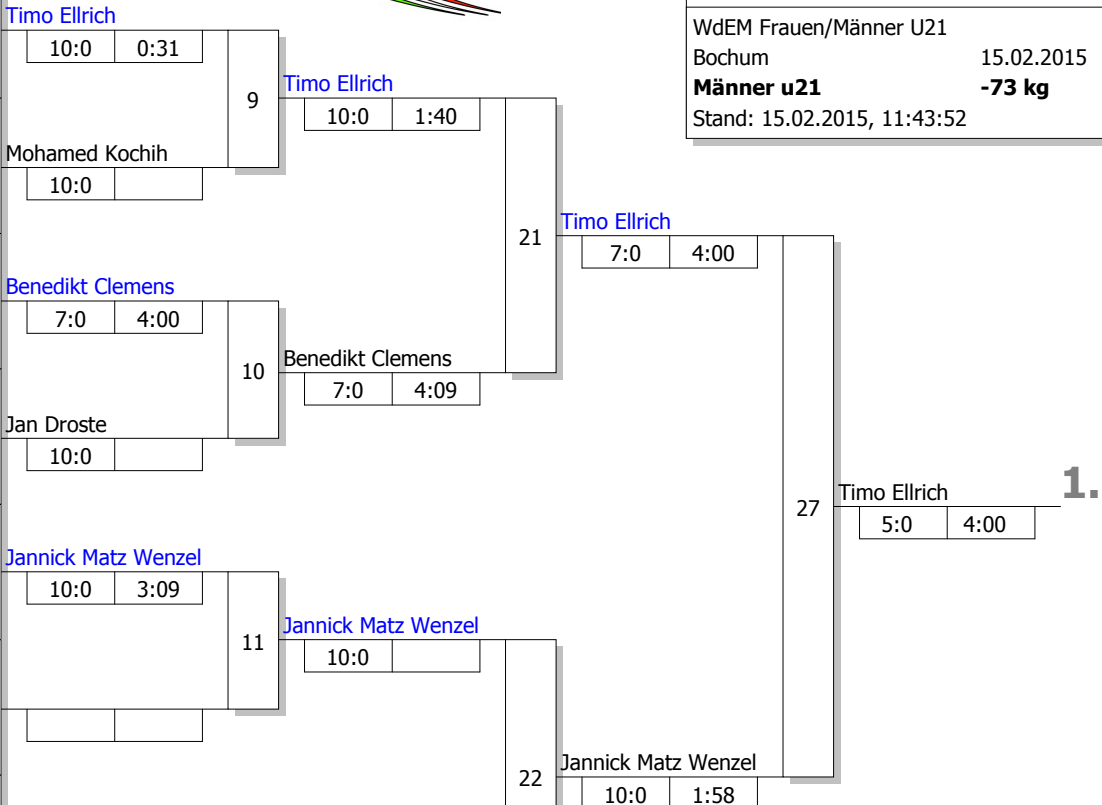 Timo Ellrich
10:0 0:31
9
Mohamed Kochih
10:0
Benedikt Clemens
7:0 4:00
10
Jan Droste
10:0
Jannick Matz Wenzel
10:0 3:09
11
Timo Ellrich
10:0 1:40
21
Benedikt Clemens
7:0 4:09
Jannick Matz Wenzel
10:0
22
Timo Ellrich
7:0 4:00
27
Jannick Matz Wenzel
10:0 1:58
Timo Ellrich
5:0 4:00
1.
WdEM Frauen/Männer U21
Bochum 15.02.2015
Männer u21 -73 kg
Stand: 15.02.2015, 11:43:52